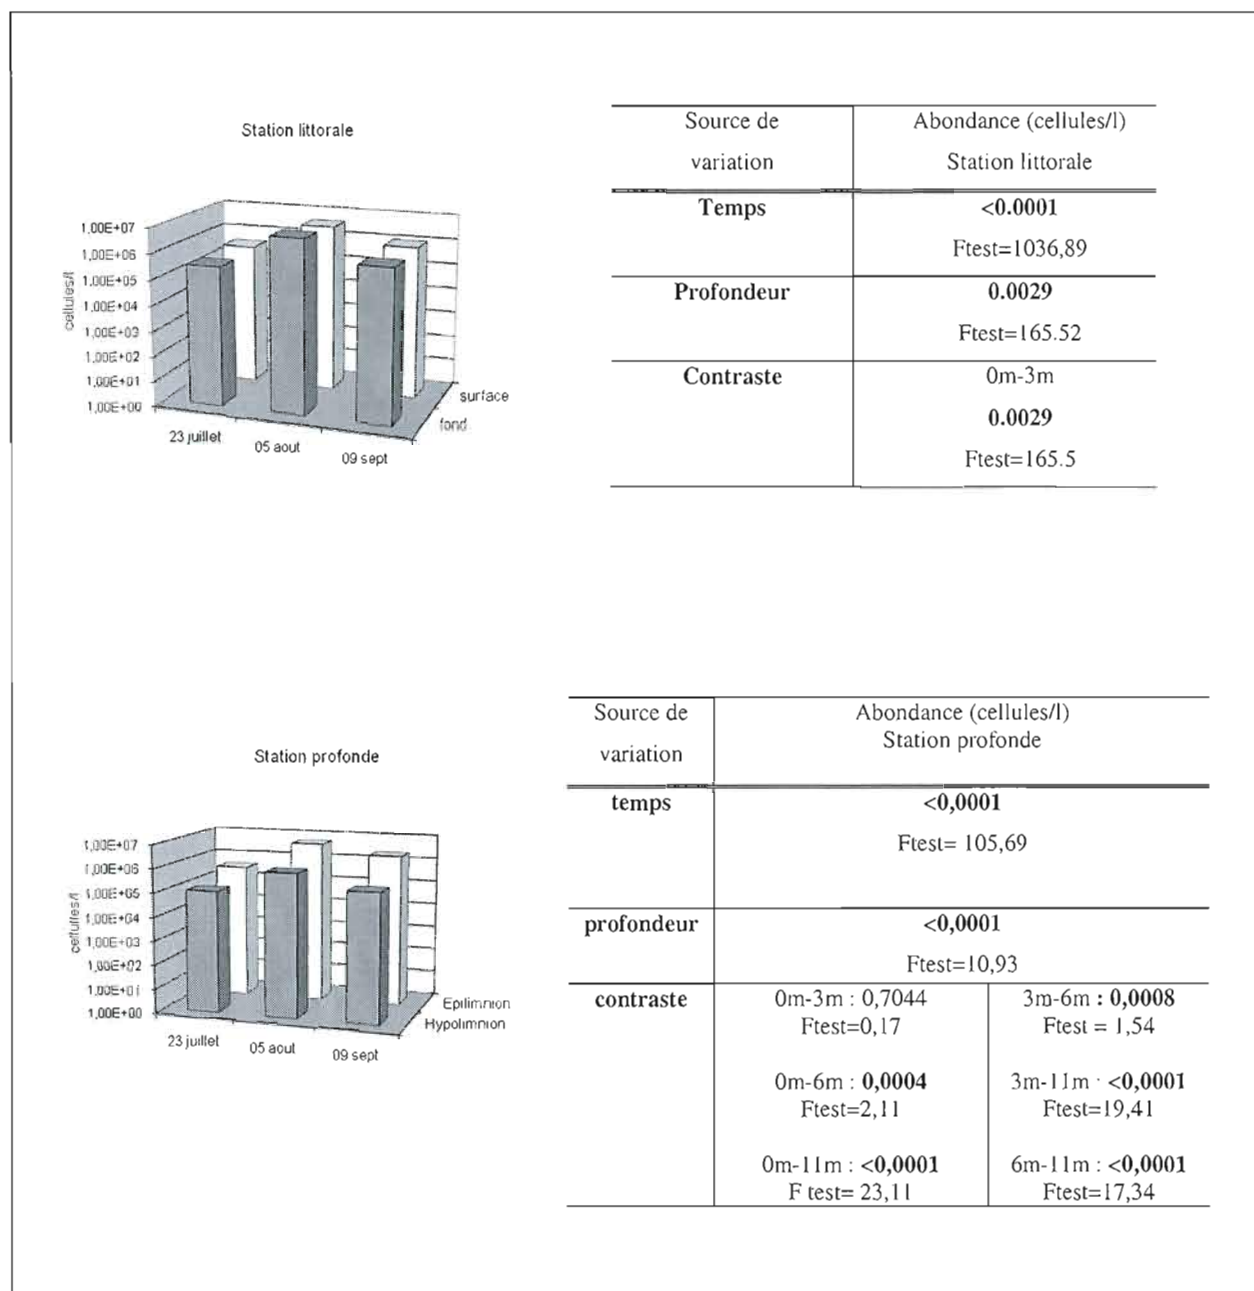 Station littorale
1,00E+07
1,00E+06
1,00E+05
1,00E+04
1,00E+03
1,00E+02
1,00E+01
1,00E+00
cellules/l
surface
fond
23 juillet
05 aout
09 sept
Source de
variation
Abondance (cellules/l)
Station littorale
Temps
<0.0001
Ftest=1036,89
Profondeur
0.0029
Ftest=165.52
Contraste
0m-3m
0.0029
Ftest=165.5
Station profonde
1,00E+07
1,00E+06
1,00E+05
1,00E+04
1,00E+03
1,00E+02
1,00E+01
1,00E+00
cellules/l
Epilimnion
Hypolimnion
23 juillet
05 aout
09 sept
Source de
variation
Abondance (cellules/l)
Station profonde
temps
<0,0001
Ftest= 105,69
profondeur
<0,0001
Ftest=10,93
contraste
0m-3m : 0,7044
Ftest=0,17
0m-6m : 0,0004
Ftest=2,11
0m-11m : <0,0001
F test= 23,11
3m-6m : 0,0008
Ftest = 1,54
3m-11m : <0,0001
Ftest=19,41
6m-11m : <0,0001
Ftest=17,34